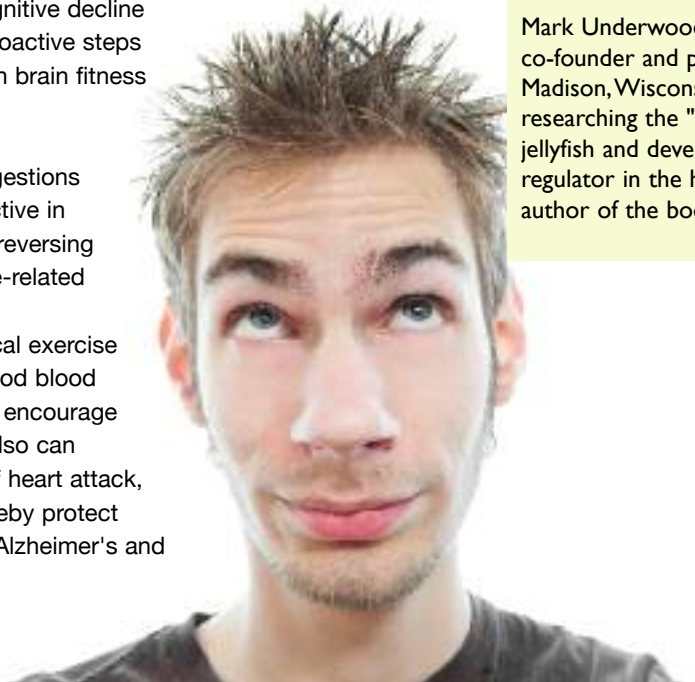 gnitive decline
oactive steps
n brain fitness
gestions
ctive in
reversing
e-related
cal exercise
od blood
encourage
lso can
f heart attack,
eby protect
Alzheimer's and
Mark Underwood
co-founder and p
Madison, Wiscons
researching the "
jellyfish and deve
regulator in the h
author of the boo